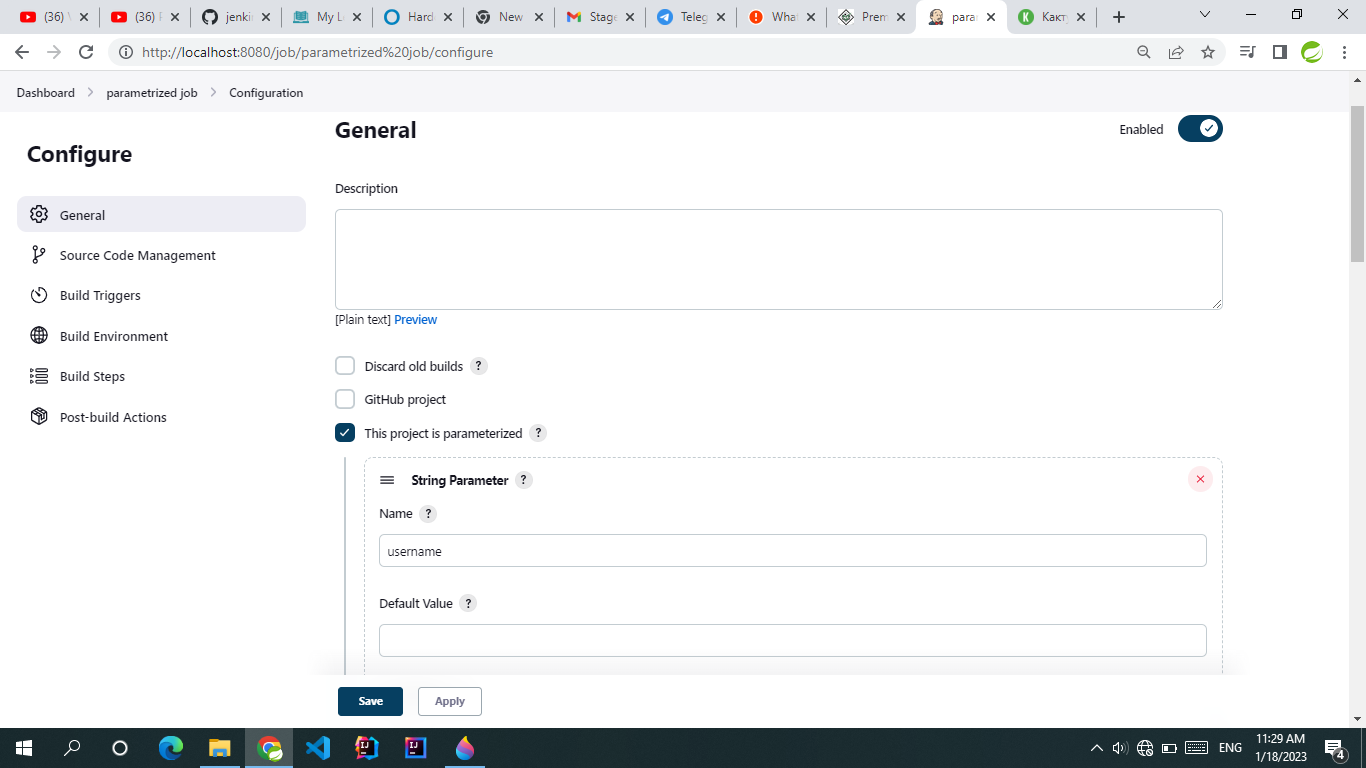 (36)
(36)
jenki
My L
Hard
New
Stage
Teleg
What
Prem
para
Какту
http://localhost:8080/job/parametrized%20job/configure
Dashboard
parametrized job
Configuration
Configure
General
Source Code Management
Build Triggers
Build Environment
Build Steps
Post-build Actions
General
Enabled
Description
[Plain text] Preview
Discard old builds ?
GitHub project
This project is parameterized ?
String Parameter ?
Name ?
username
Default Value ?
Save
Apply
ENG
11:29 AM
1/18/2023
4